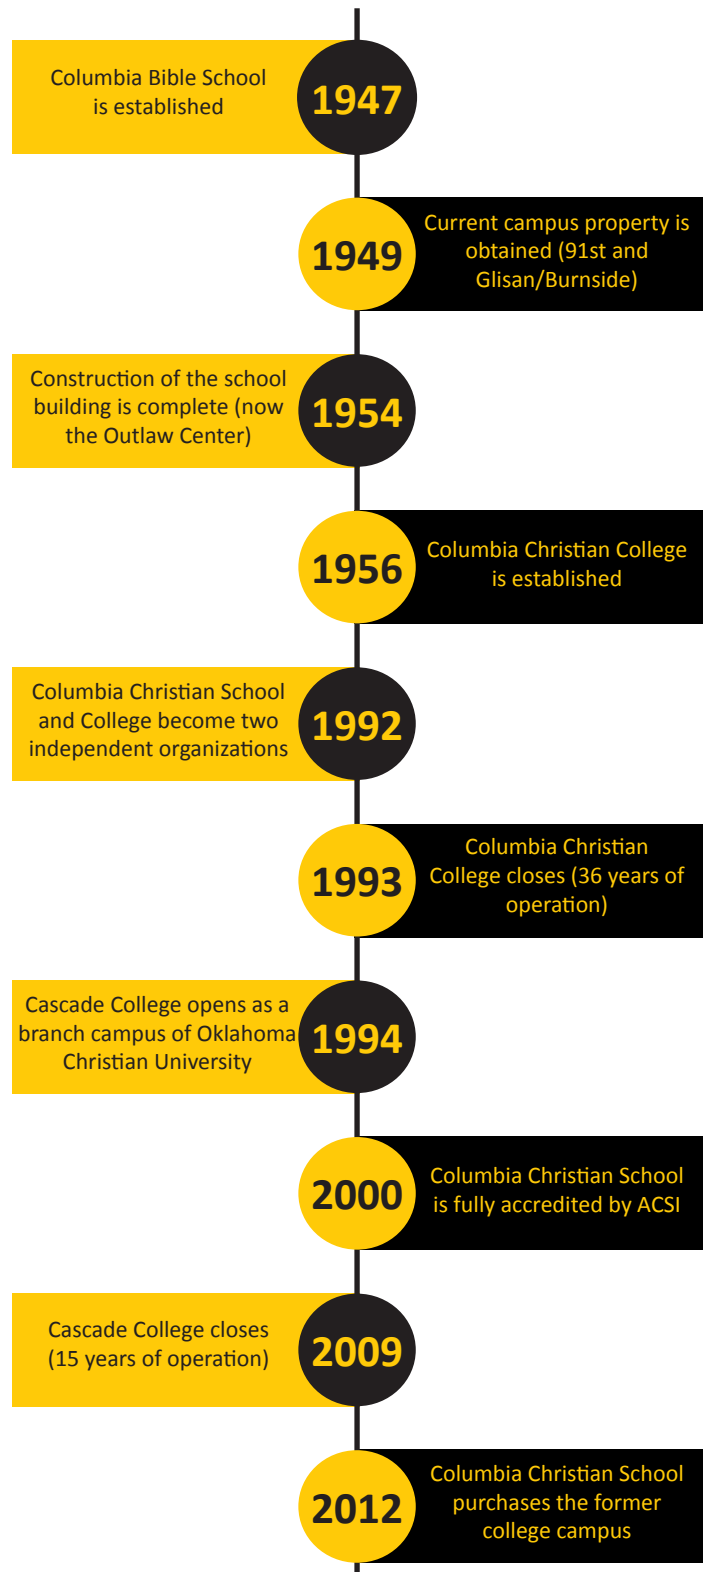 Columbia Bible School
is established
1947
1949
Current campus property is
obtained (91st and
Glisan/Burnside)
Construction of the school
building is complete (now
the Outlaw Center)
1954
1956
Columbia Christian College
is established
Columbia Christian School
and College become two
independent organizations
1992
1993
Columbia Christian
College closes (36 years of
operation)
Cascade College opens as a
branch campus of Oklahoma
Christian University
1994
2000
Columbia Christian School
is fully accredited by ACSI
Cascade College closes
(15 years of operation)
2009
2012
Columbia Christian School
purchases the former
college campus